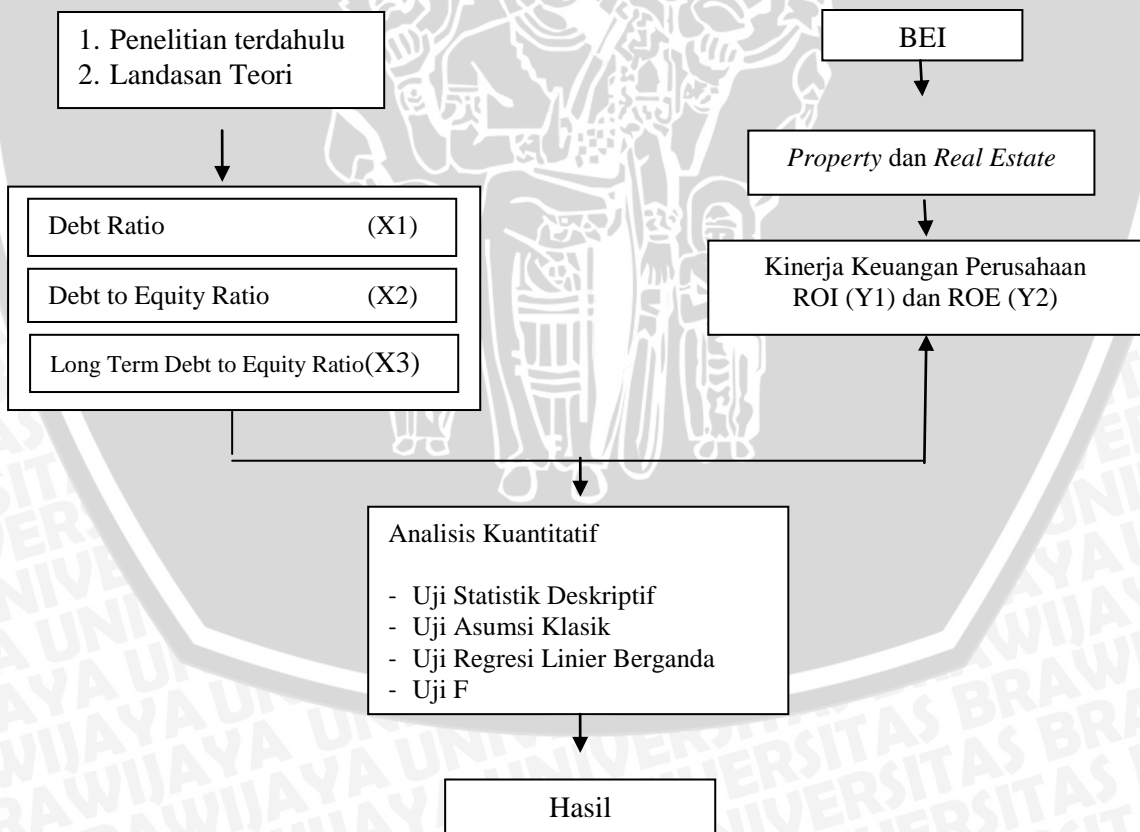 1. Penelitian terdahulu
2. Landasan Teori
BEI
Property dan Real Estate
Debt Ratio (X1)
Debt to Equity Ratio (X2)
Long Term Debt to Equity Ratio(X3)
Kinerja Keuangan Perusahaan
ROI (Y1) dan ROE (Y2)
Analisis Kuantitatif
- Uji Statistik Deskriptif
- Uji Asumsi Klasik
- Uji Regresi Linier Berganda
- Uji F
Hasil